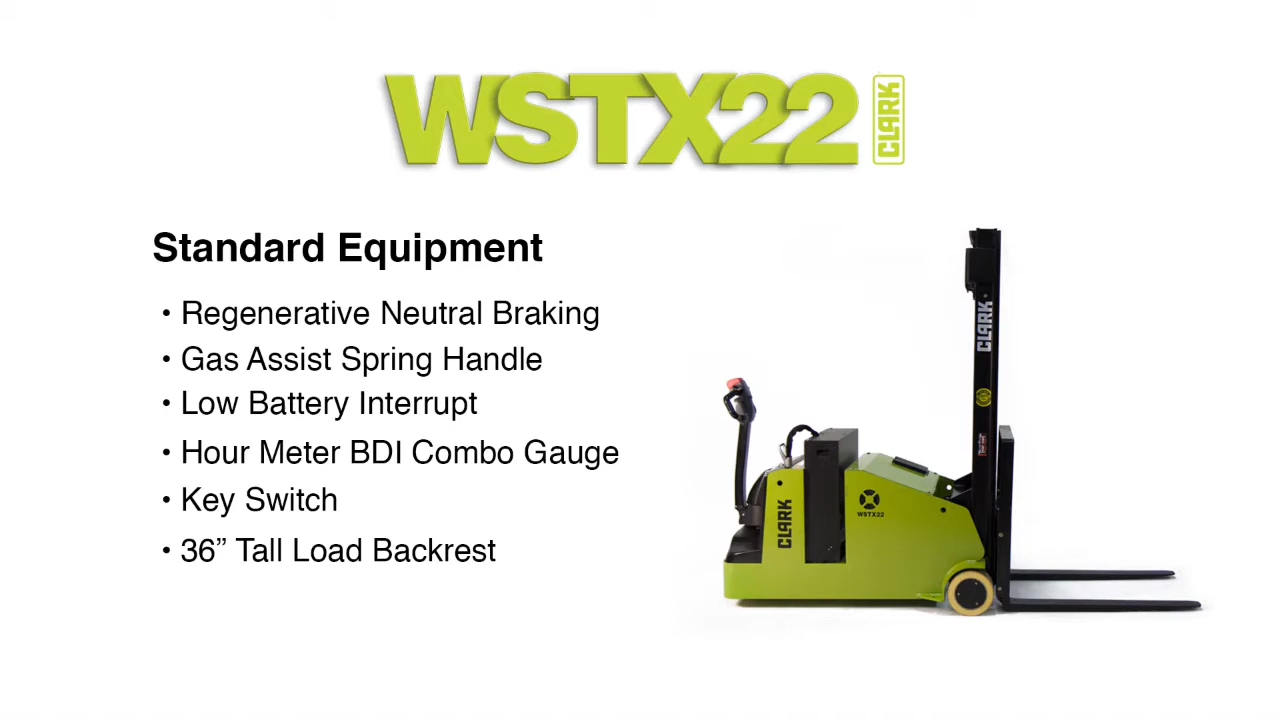 WSTX22 CLARK
Standard Equipment
• Regenerative Neutral Braking
• Gas Assist Spring Handle
• Low Battery Interrupt
• Hour Meter BDI Combo Gauge
• Key Switch
• 36” Tall Load Backrest
CLARK
CLARK
WSTX22